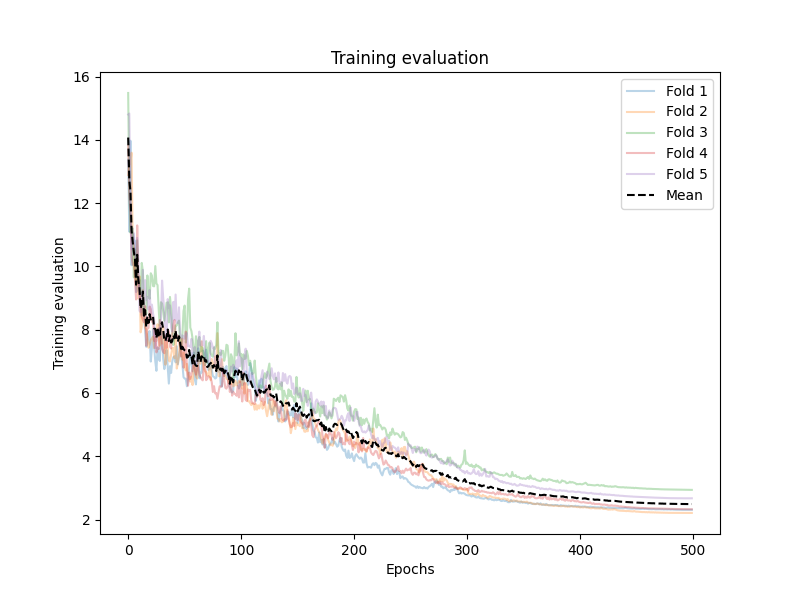 Training evaluation
Training evaluation
16
14
12
10
8
6
4
2
Fold 1
Fold 2
Fold 3
Fold 4
Fold 5
Mean
0
100
200
300
400
500
Epochs